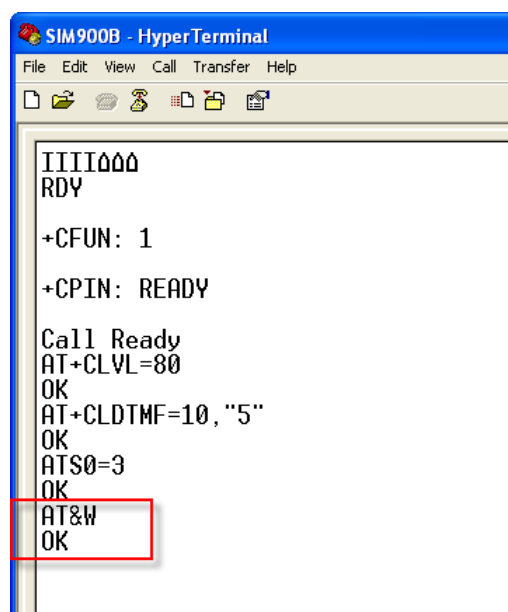 SIM900B - HyperTerminal
File Edit View Call Transfer Help
IIIIΔΔΔ
RDY
+CFUN: 1
+CPIN: READY
Call Ready
AT+CLVL=80
OK
AT+CLDTMF=10,"5"
OK
ATS0=3
OK
AT&W
OK